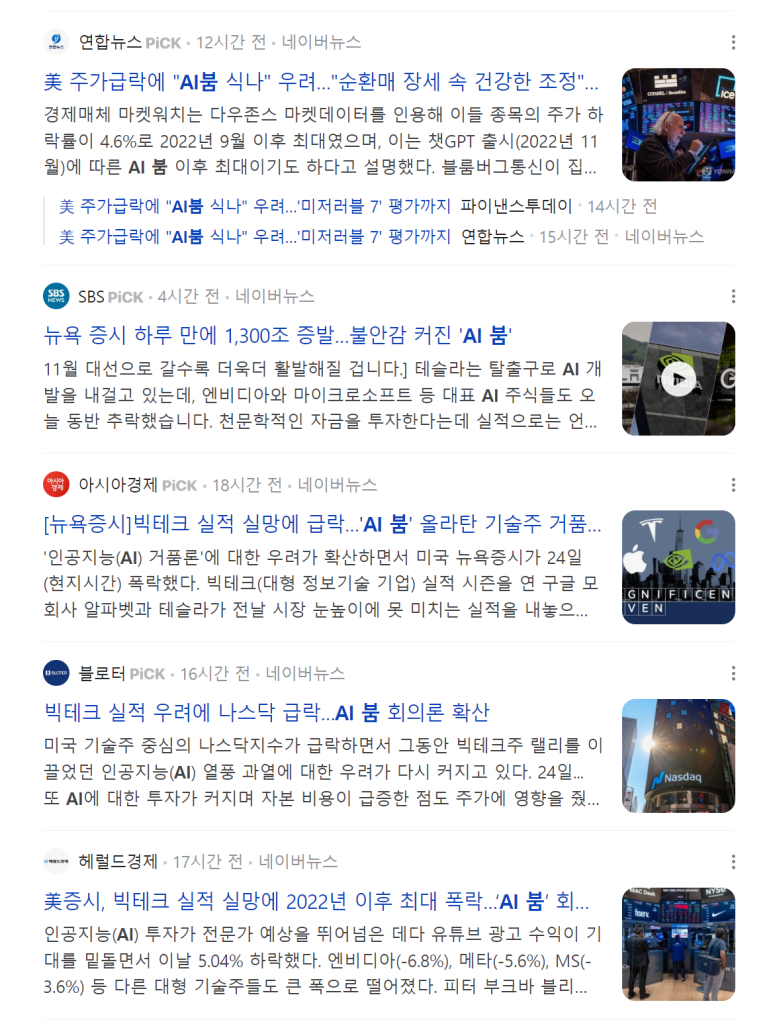 연합뉴스 PiCK · 12시간 전 · 네이버뉴스
美 주가급락에 "AI붐 식나" 우려..."순환매 장세 속 건강한 조정"...
경제매체 마켓워치는 다우존스 마켓데이터를 인용해 이들 종목의 주가 하
락률이 4.6%로 2022년 9월 이후 최대였으며, 이는 챗GPT 출시(2022년 11
월)에 따른 AI 붐 이후 최대이기도 하다고 설명했다. 블룸버그통신이 집...
CITADEL | Securities
ice
YONHAP
美 주가급락에 "AI붐 식나" 우려...'미저러블 7' 평가까지 파이낸스투데이 · 14시간 전
美 주가급락에 "AI붐 식나" 우려...'미저러블 7' 평가까지 연합뉴스 · 15시간 전 · 네이버뉴스
SBS NEWS
SBS PiCK · 4시간 전 · 네이버뉴스
뉴욕 증시 하루 만에 1,300조 증발...불안감 커진 'AI 붐'
11월 대선으로 갈수록 더욱더 활발해질 겁니다.] 테슬라는 탈출구로 AI 개
발을 내걸고 있는데, 엔비디아와 마이크로소프트 등 대표 AI 주식들도 오
늘 동반 추락했습니다. 천문학적인 자금을 투자한다는데 실적으로는 언...
아시아경제
아시아경제 PiCK · 18시간 전 · 네이버뉴스
[뉴욕증시]빅테크 실적 실망에 급락...'AI 붐' 올라탄 기술주 거품...
'인공지능(AI) 거품론'에 대한 우려가 확산하면서 미국 뉴욕증시가 24일
(현지시간) 폭락했다. 빅테크(대형 정보기술 기업) 실적 시즌을 연 구글 모
회사 알파벳과 테슬라가 전날 시장 눈높이에 못 미치는 실적을 내놓으...
GNIFICEN
VEN
블로터 PiCK · 16시간 전 · 네이버뉴스
빅테크 실적 우려에 나스닥 급락...AI 붐 회의론 확산
미국 기술주 중심의 나스닥지수가 급락하면서 그동안 빅테크주 랠리를 이
끌었던 인공지능(AI) 열풍 과열에 대한 우려가 다시 커지고 있다. 24일...
또 AI에 대한 투자가 커지며 자본 비용이 급증한 점도 주가에 영향을 줬...
Nasdaq
헤럴드경제 · 17시간 전 · 네이버뉴스
美증시, 빅테크 실적 실망에 2022년 이후 최대 폭락...'AI 붐' 회...
인공지능(AI) 투자가 전문가 예상을 뛰어넘은 데다 유튜브 광고 수익이 기
대를 밑돌면서 이날 5.04% 하락했다. 엔비디아(-6.8%), 메타(-5.6%), MS(-
3.6%) 등 다른 대형 기술주들도 큰 폭으로 떨어졌다. 피터 부크바 블리...
MAC Desk
NYSE
fiserv.